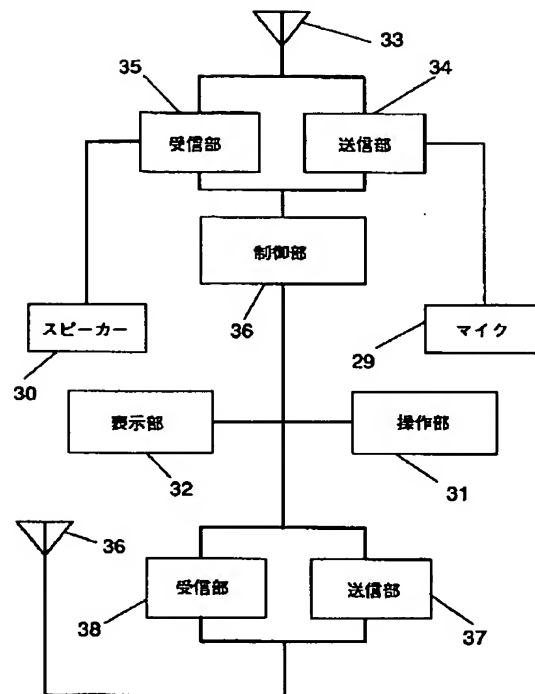 33
35
34
受信部
送信部
制御部
36
スピーカー
30
マイク
29
表示部
32
操作部
31
36
受信部
38
送信部
37